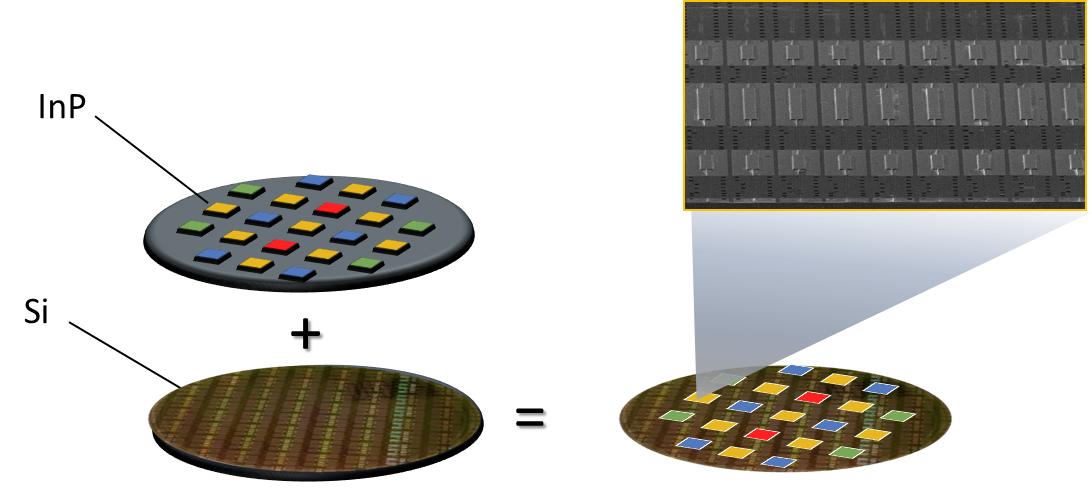 InP
Si
+
=